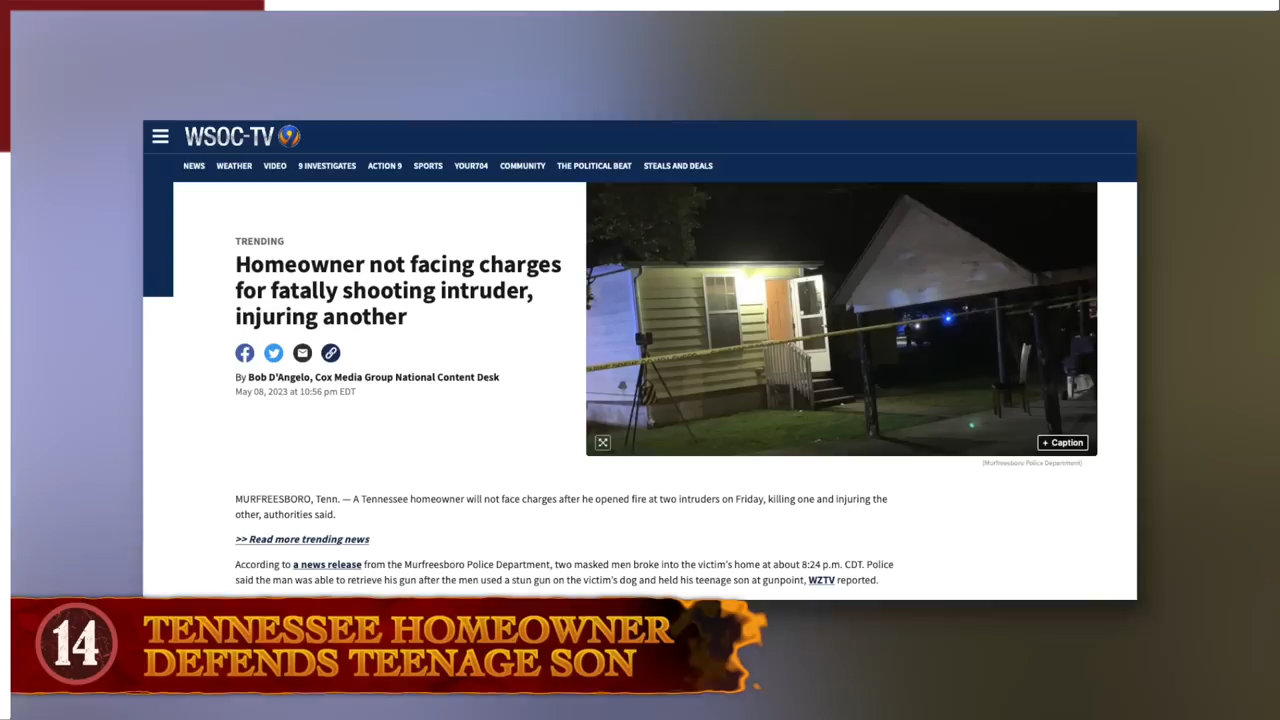 WSOC-TV 9
NEWS WEATHER VIDEO 9 INVESTIGATES ACTION 9 SPORTS YOUR704 COMMUNITY THE POLITICAL BEAT STEALS AND DEALS
TRENDING
Homeowner not facing charges
for fatally shooting intruder,
injuring another
By Bob D'Angelo, Cox Media Group National Content Desk
May 08, 2023 at 10:56 pm EDT
+ Caption
(Murfreesboro Police Department)
MURFREESBORO, Tenn. — A Tennessee homeowner will not face charges after he opened fire at two intruders on Friday, killing one and injuring the
other, authorities said.
>> Read more trending news
According to a news release from the Murfreesboro Police Department, two masked men broke into the victim's home at about 8:24 p.m. CDT. Police
said the man was able to retrieve his gun after the men used a stun gun on the victim's dog and held his teenage son at gunpoint, WZTV reported.
14
TENNESSEE HOMEOWNER
DEFENDS TEENAGE SON